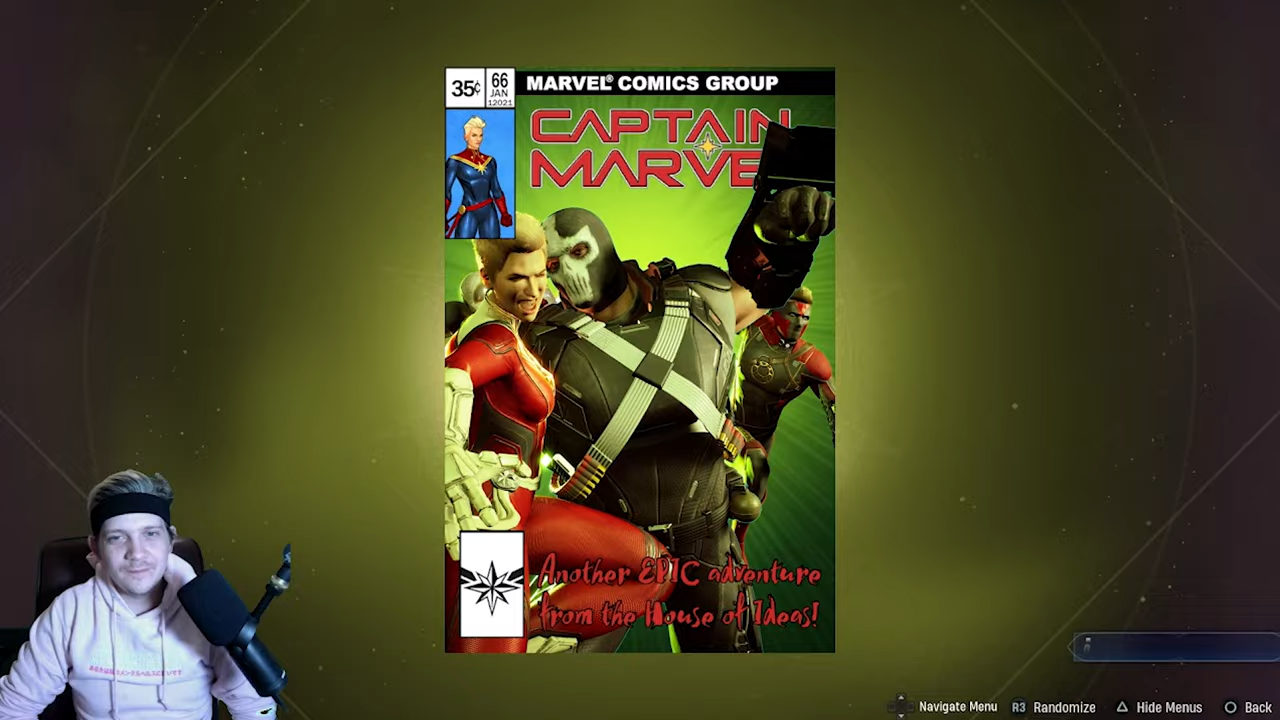 35¢
66
JAN
12021
MARVEL® COMICS GROUP
CAPTAIN
MARVE
Another EPIC adventure
from the House of Ideas!
Navigate Menu
R3 Randomize
Hide Menus
Back